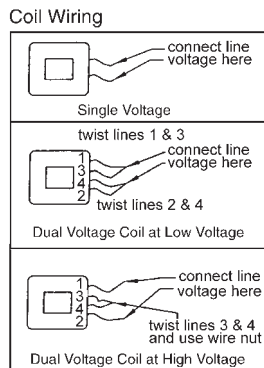 Coil Wiring
connect line
voltage here
Single Voltage
twist lines 1 & 3
1
3
4
2
connect line
voltage here
twist lines 2 & 4
Dual Voltage Coil at Low Voltage
1
3
4
2
connect line
voltage here
twist lines 3 & 4
and use wire nut
Dual Voltage Coil at High Voltage